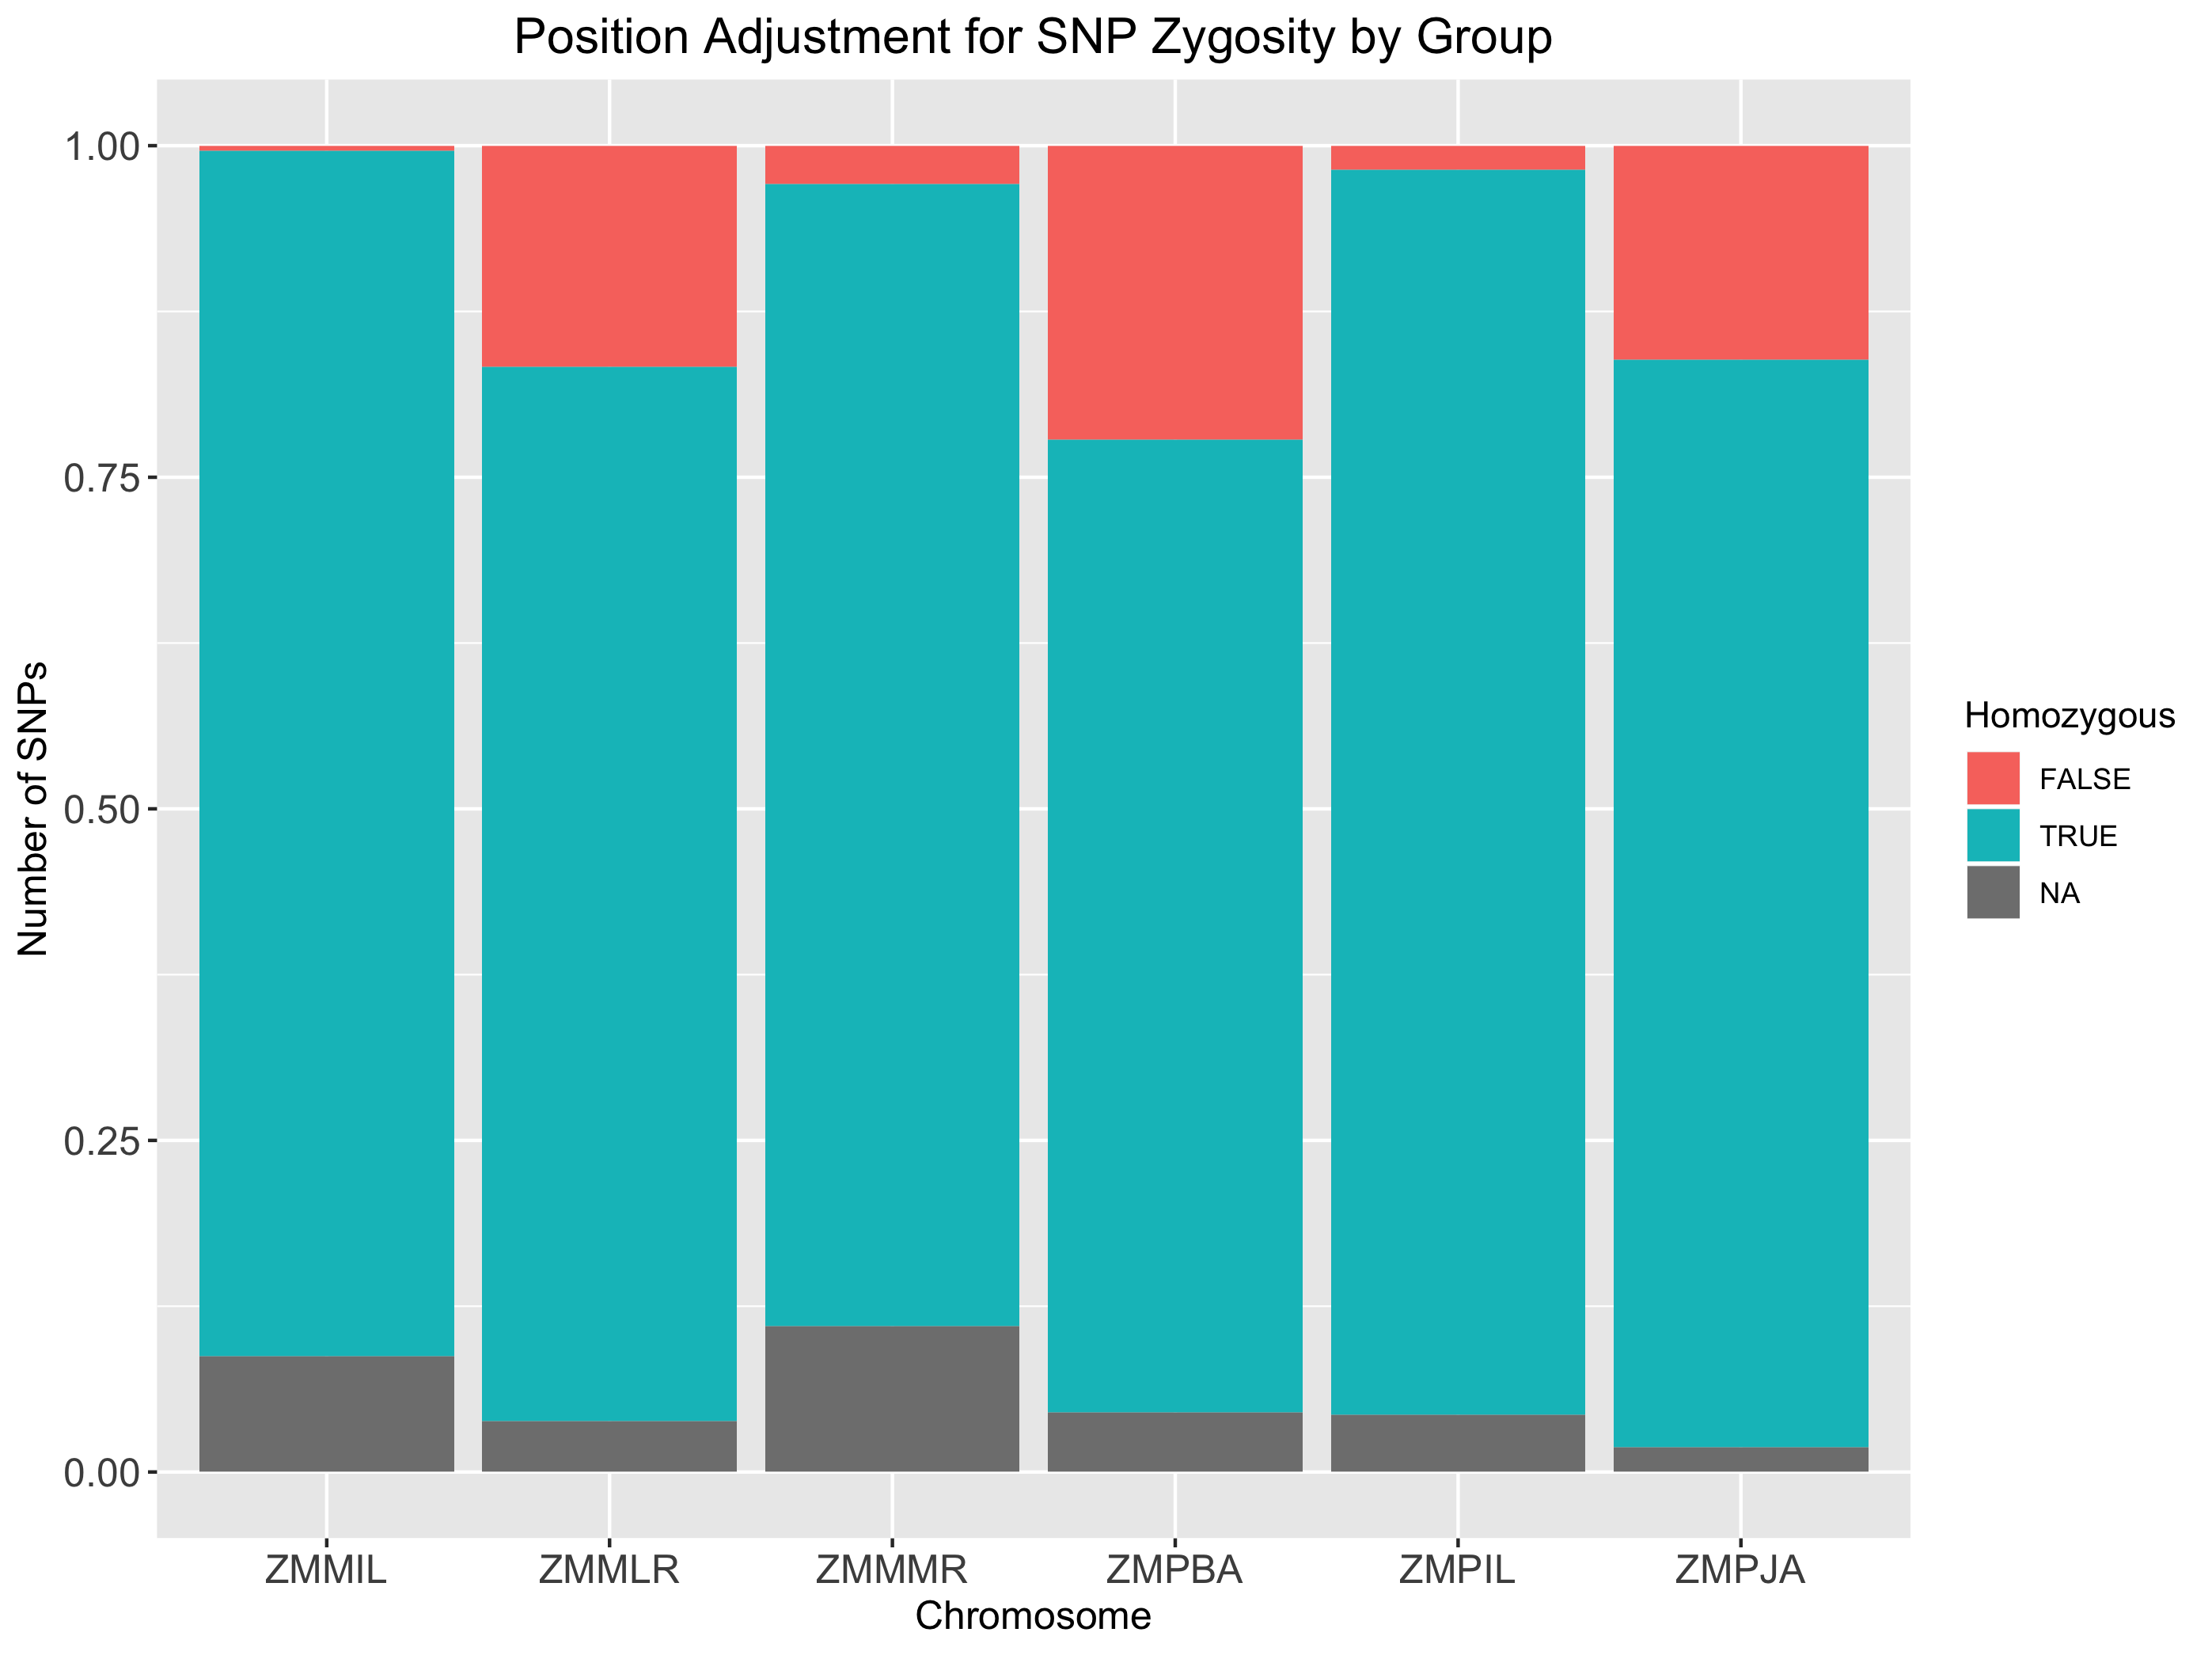 Position Adjustment for SNP Zygosity by Group
1.00
0.75
0.50
0.25
0.00
Number of SNPs
ZMMIL ZMMLR ZMMMR ZMPBA ZMPIL ZMPJA
Chromosome
Homozygous
FALSE
TRUE
NA